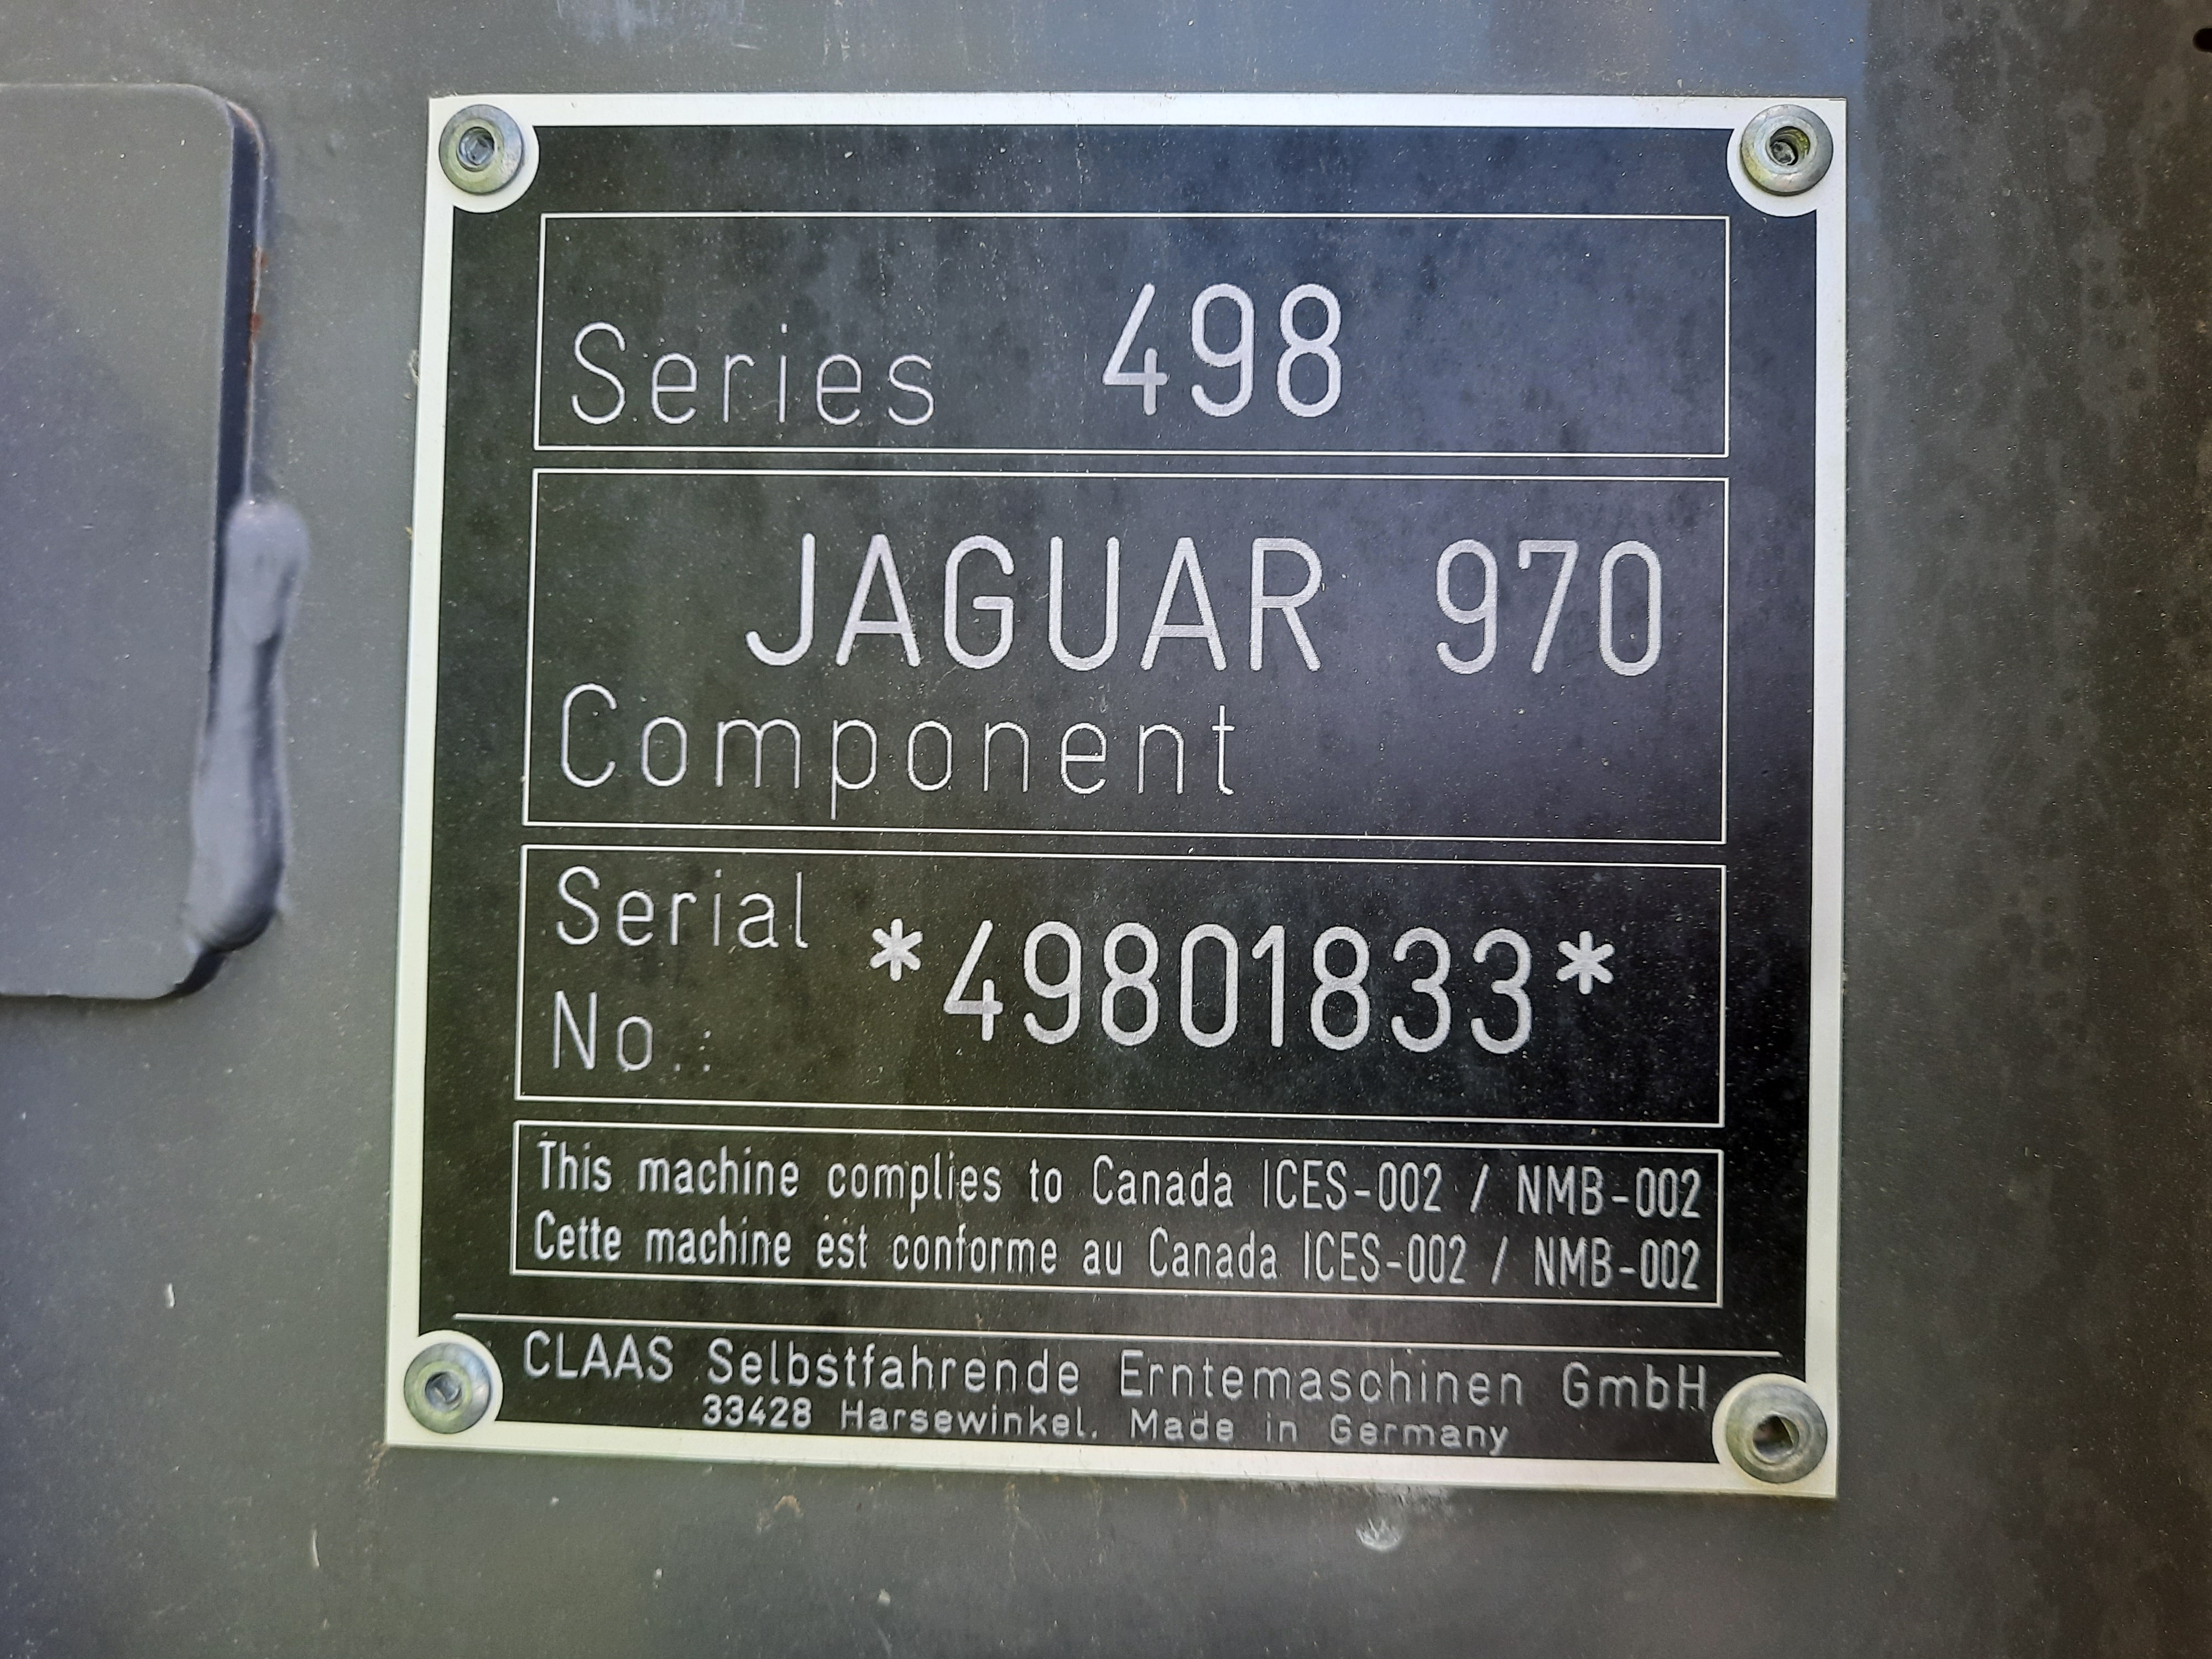 Series 498
JAGUAR 970
Component
Serial
No.: *49801833*
This machine complies to Canada ICES-002 / NMB-002
Cette machine est conforme au Canada ICES-002 / NMB-002
CLAAS Selbstfahrende Erntemaschinen GmbH
33428 Harsewinkel. Made in Germany